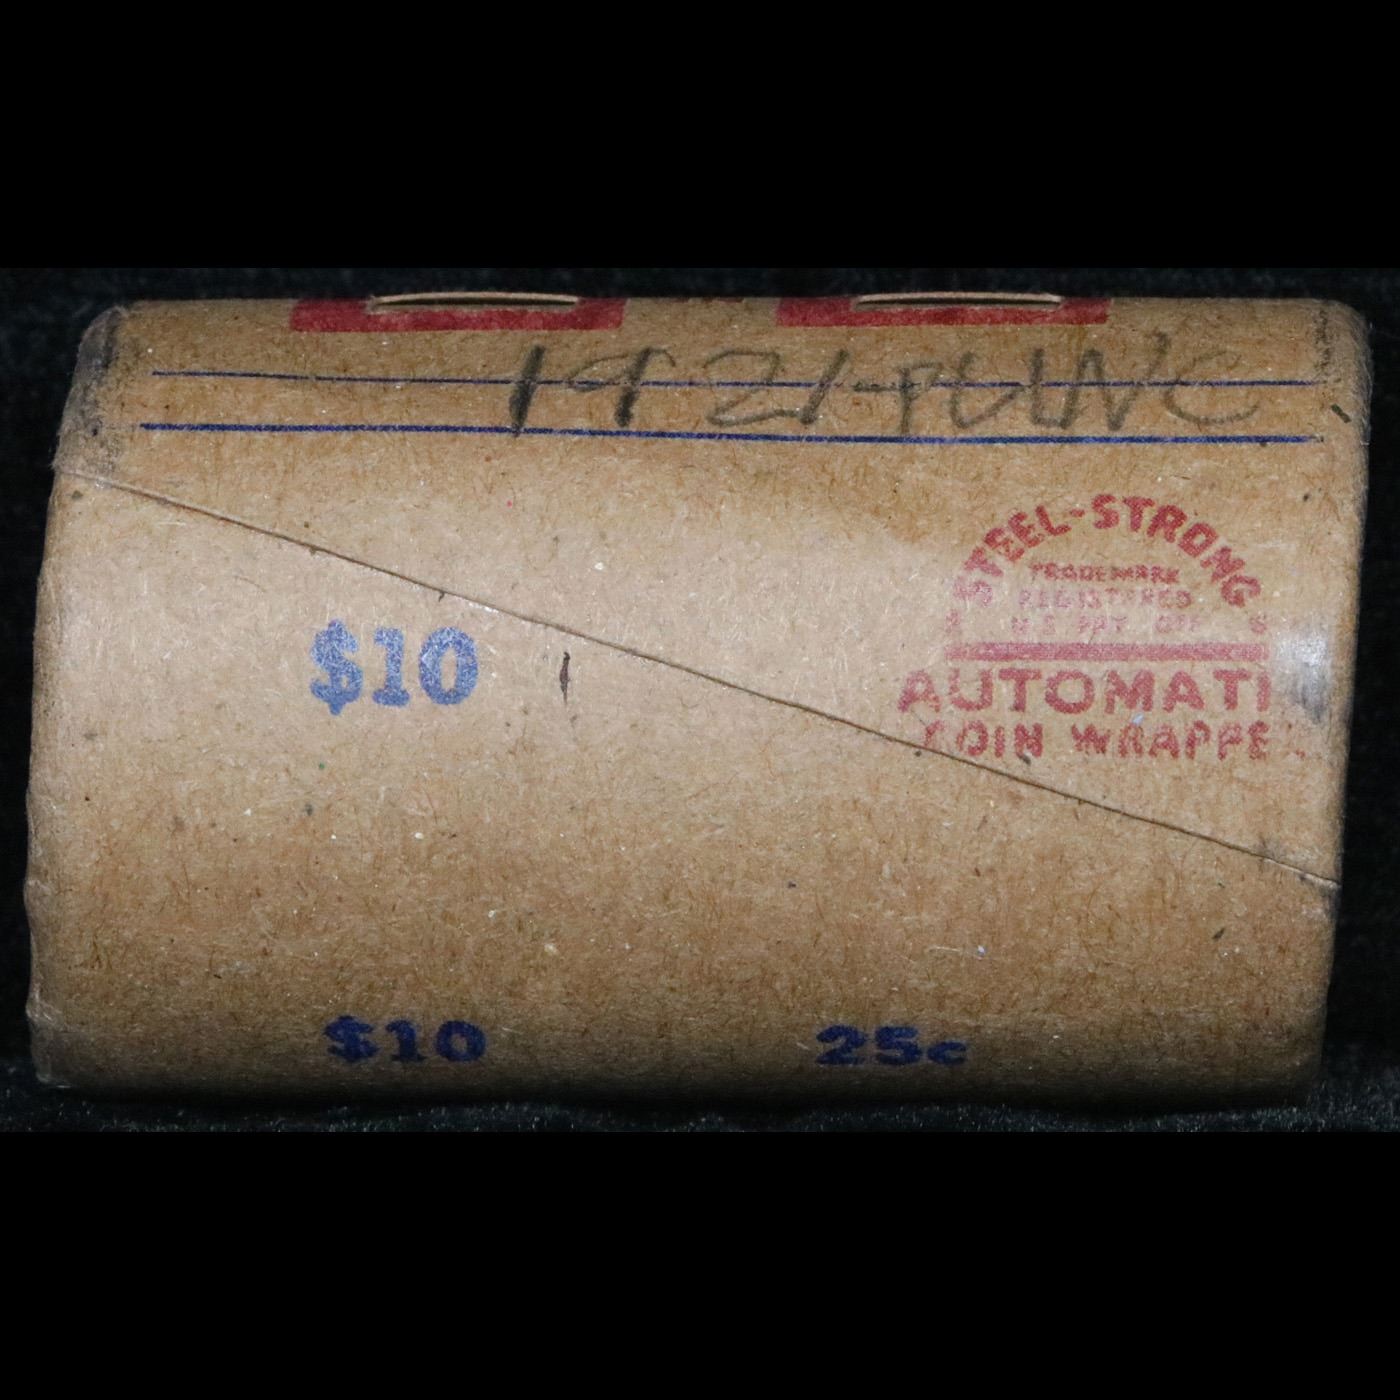 1921-P UNC
STEEL-STRONG
TRADEMARK
REGISTERED
U S PAT OFF
AUTOMATI
COIN WRAPPE
$10
$10 25c